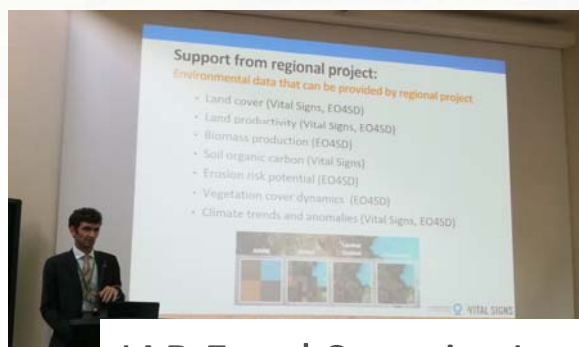 Support from regional project:
Environmental data that can be provided by regional project
• Land cover (Vital Signs, EO4SD)
• Land productivity (Vital Signs, EO4SD)
• Biomass production (EO4SD)
• Soil organic carbon (Vital Signs)
• Erosion risk potential (EO4SD)
• Vegetation cover dynamics (EO4SD)
• Climate trends and anomalies (Vital Signs, EO4SD)
VITAL SIGNS